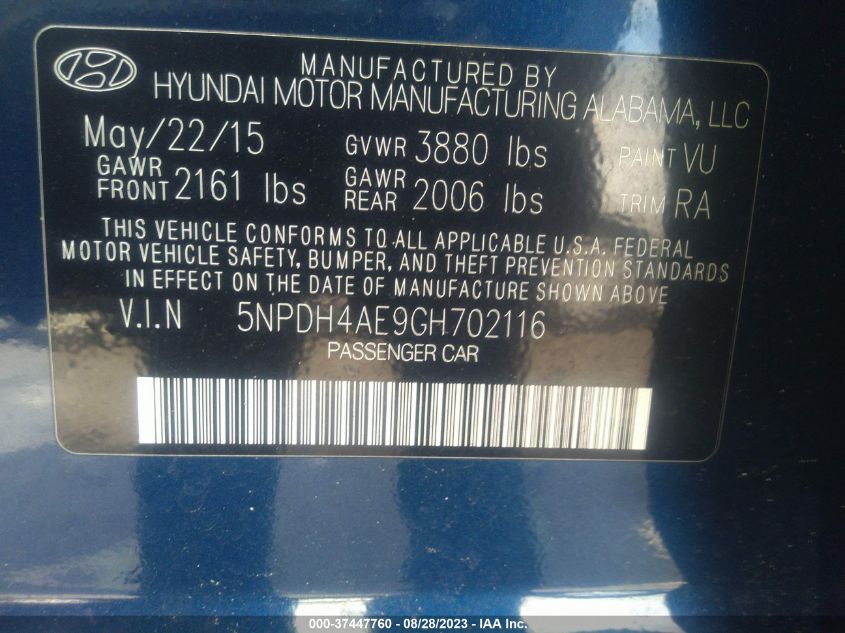 MANUFACTURED BY
HYUNDAI MOTOR MANUFACTURING ALABAMA, LLC
May/22/15 GVWR 3880 lbs PAINT VU
GAWR FRONT 2161 lbs GAWR REAR 2006 lbs TRIM RA
THIS VEHICLE CONFORMS TO ALL APPLICABLE U.S.A. FEDERAL
MOTOR VEHICLE SAFETY, BUMPER, AND THEFT PREVENTION STANDARDS
IN EFFECT ON THE DATE OF MANUFACTURE SHOWN ABOVE
V.I.N 5NPDH4AE9GH702116
PASSENGER CAR
000-37447760 - 08/28/2023 - IAA Inc.